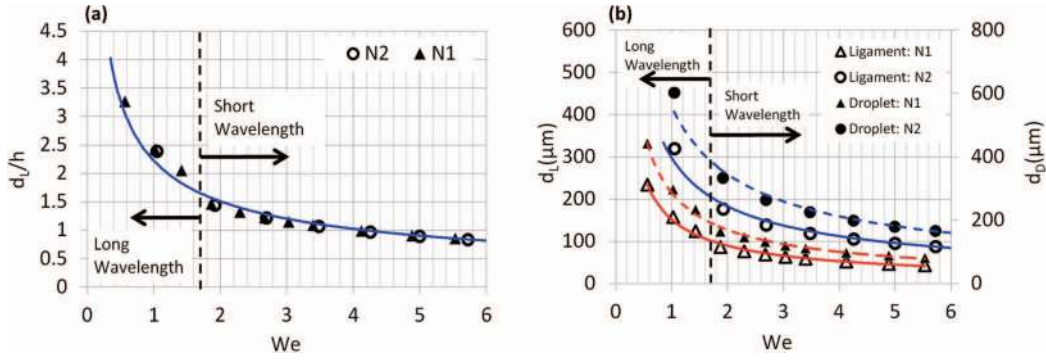 (a)
4.5
4
3.5
3
2.5
2
1.5
1
0.5
0
d_L/h
0 1 2 3 4 5 6
We
N2 N1
Short
Wavelength
Long
Wavelength
(b)
600
500
400
300
200
100
0
d_L(μm)
800
600
400
200
0
d_D(μm)
0 1 2 3 4 5 6
We
Long
Wavelength
Short
Wavelength
Ligament: N1
Ligament: N2
Droplet: N1
Droplet: N2